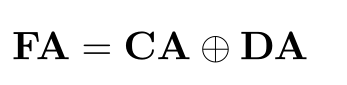 FA = CA ⊕ DA